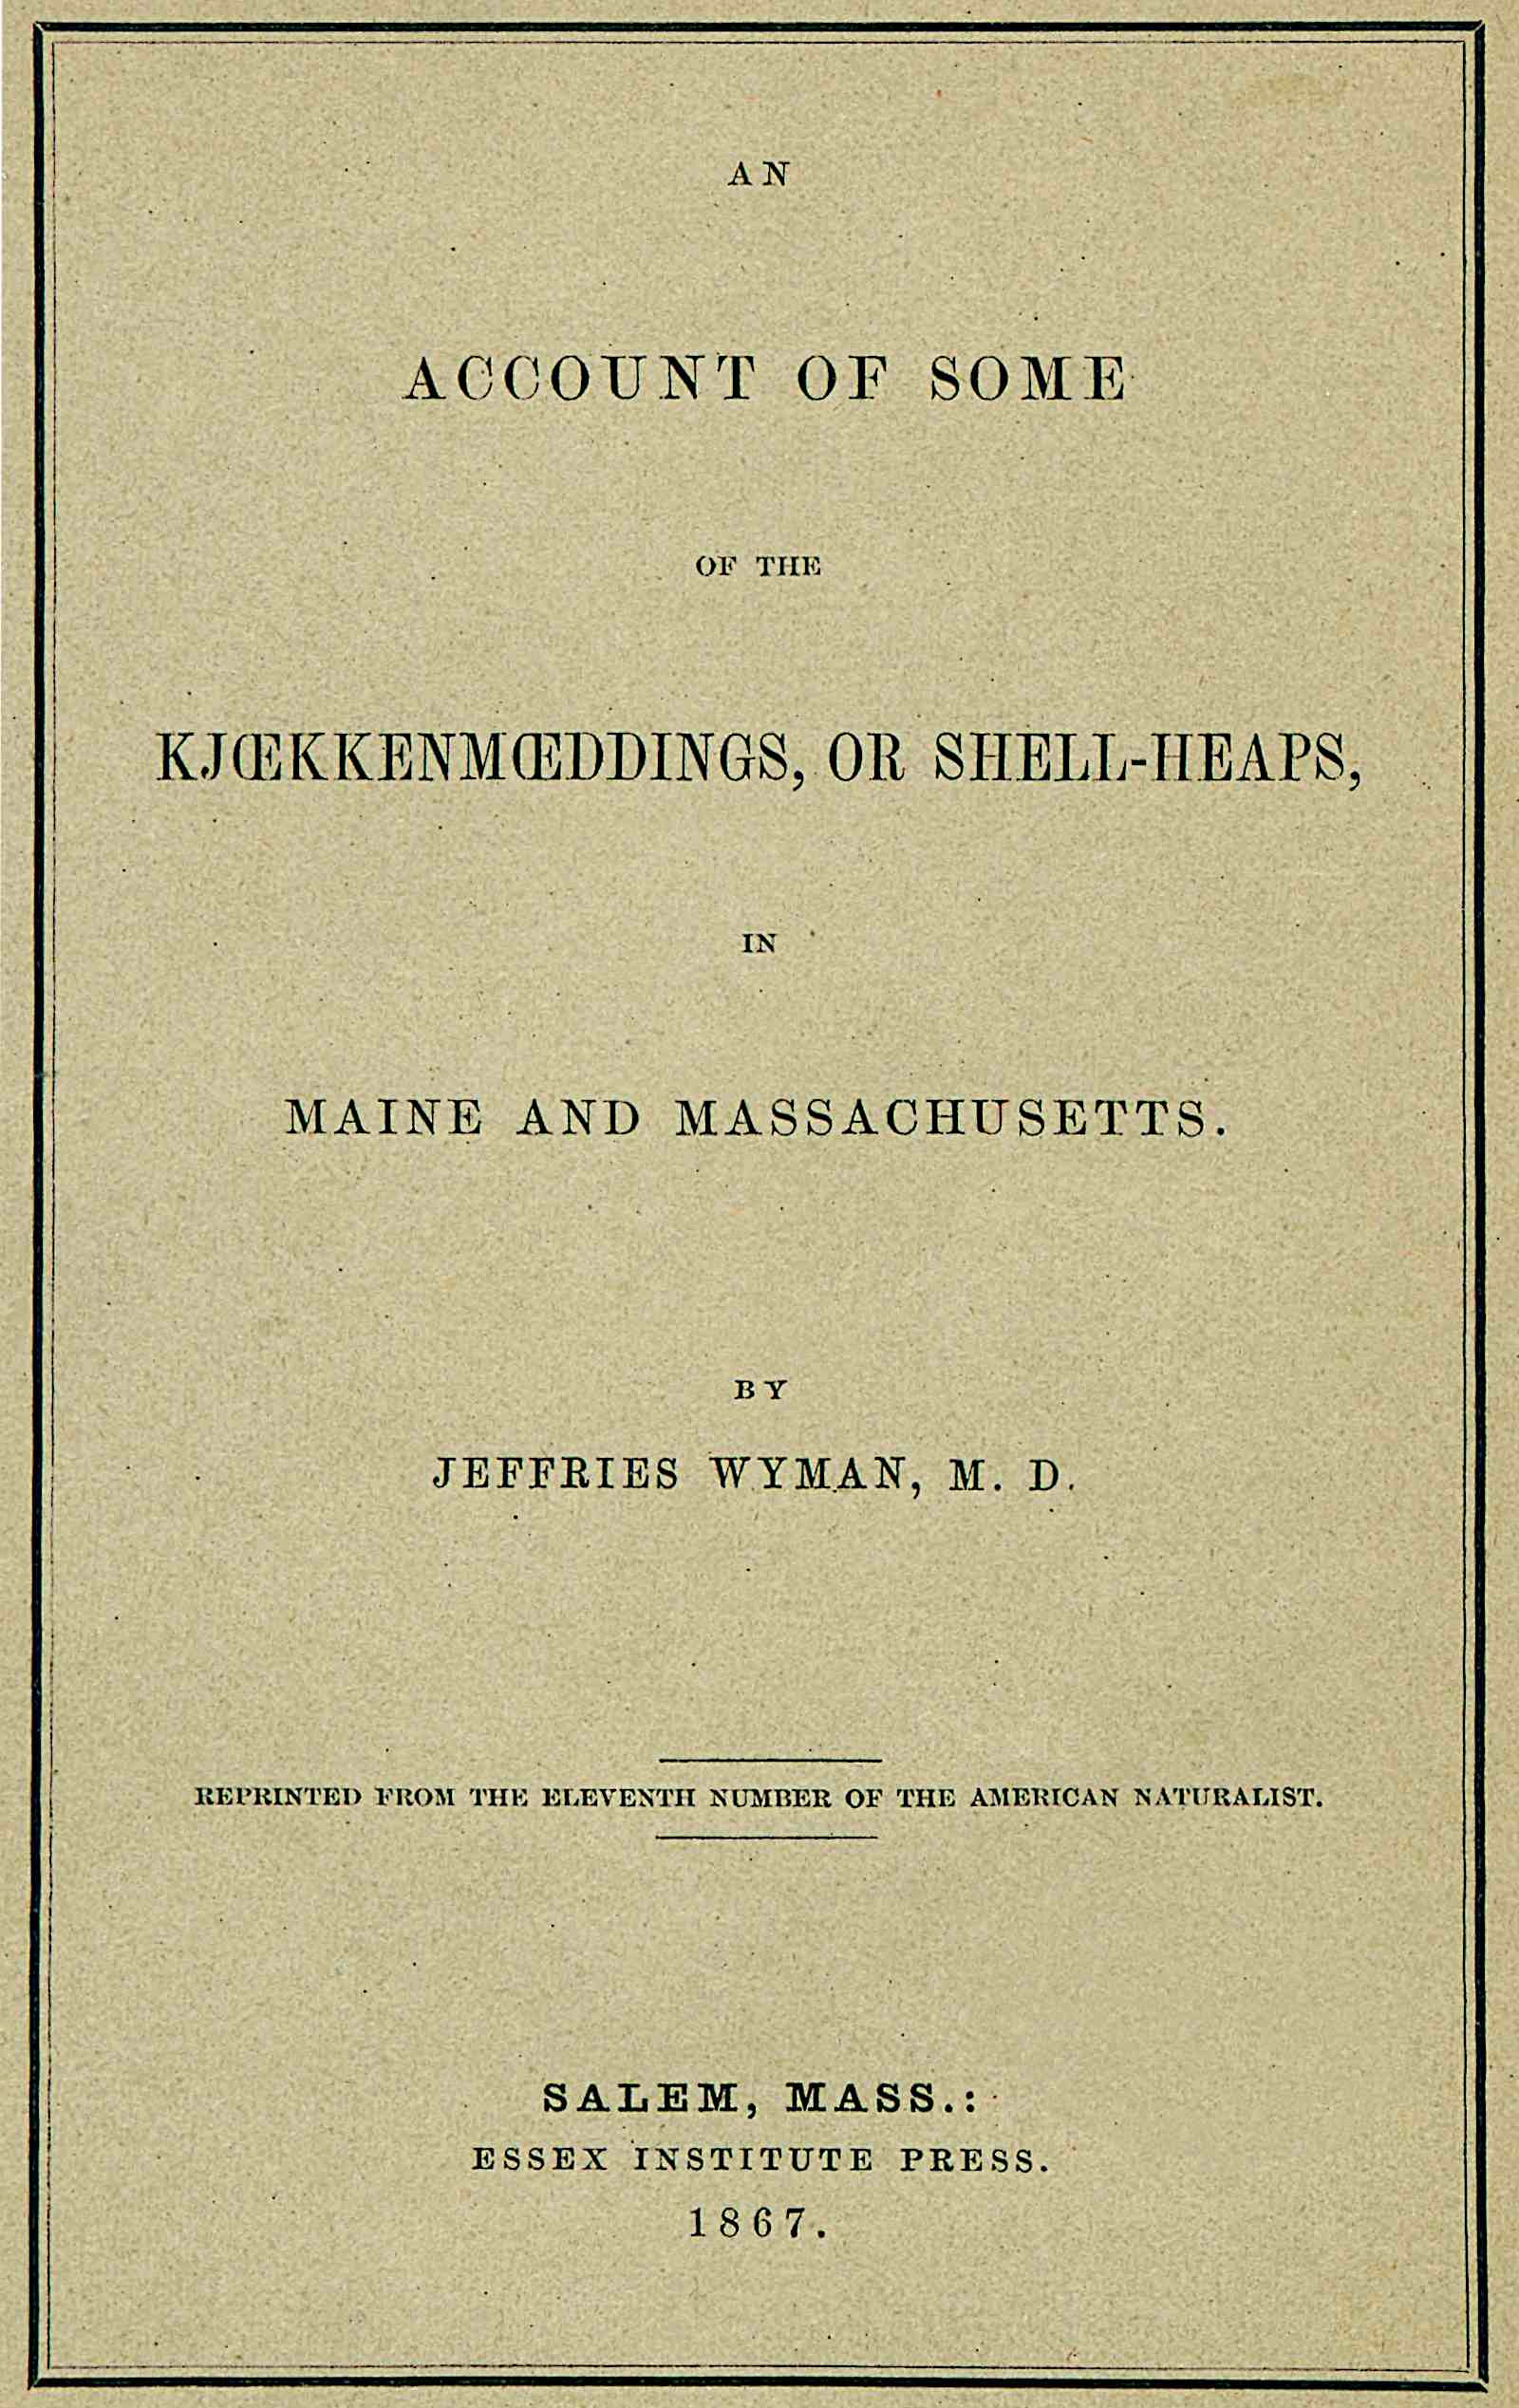 AN
ACCOUNT OF SOME
OF THE
KJŒKKENMŒDDINGS, OR SHELL-HEAPS,
IN
MAINE AND MASSACHUSETTS.
BY
JEFFRIES WYMAN, M. D.
REPRINTED FROM THE ELEVENTH NUMBER OF THE AMERICAN NATURALIST.
SALEM, MASS.:
ESSEX INSTITUTE PRESS.
1867.